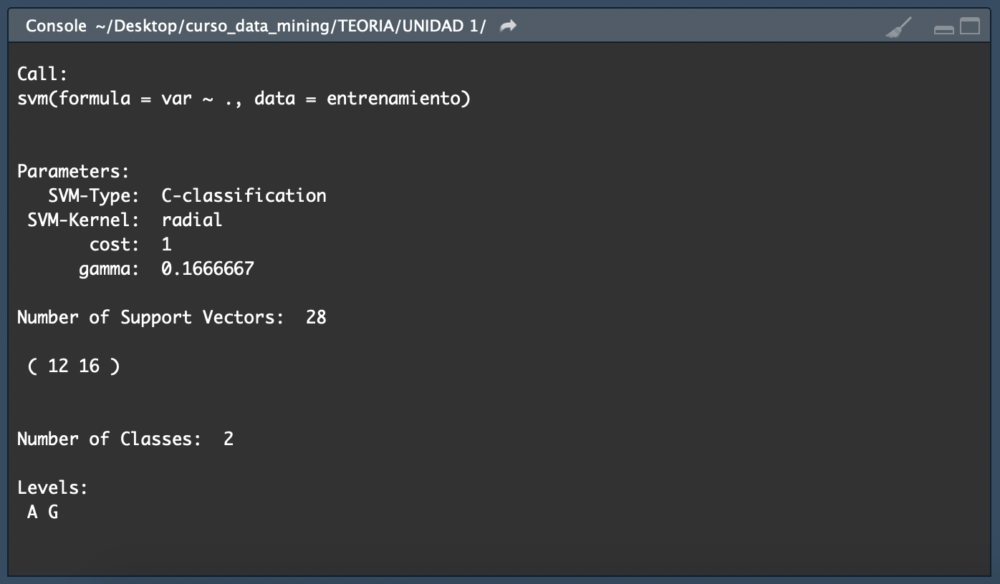 Console ~/Desktop/curso_data_mining/TEORIA/UNIDAD 1/
Call:
svm(formula = var ~ ., data = entrenamiento)
Parameters:
SVM-Type: C-classification
SVM-Kernel: radial
cost: 1
gamma: 0.1666667
Number of Support Vectors: 28
( 12 16 )
Number of Classes: 2
Levels:
A G